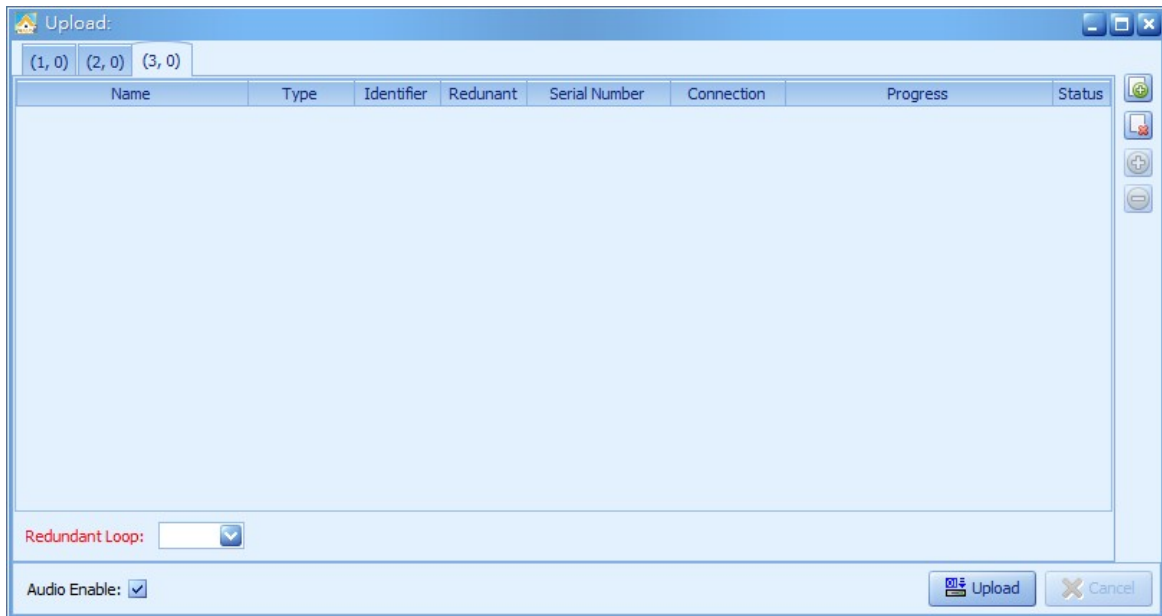 Upload:
(1, 0) (2, 0) (3, 0)
Name Type Identifier Redunant Serial Number Connection Progress Status
Redundant Loop:
Audio Enable: Upload Cancel